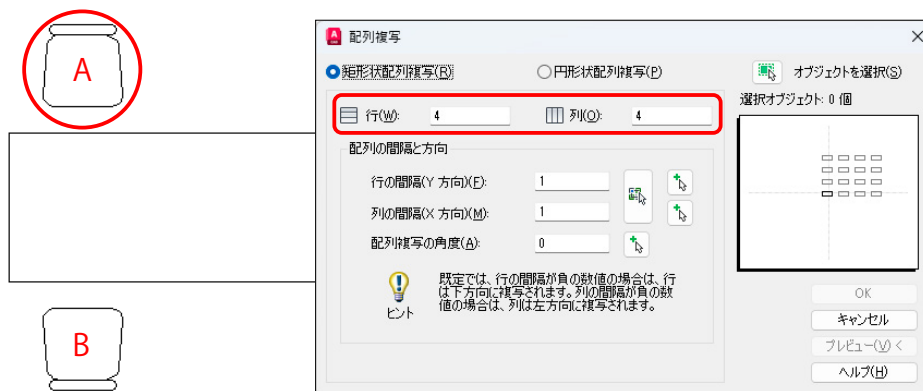 A
B
配列複写
矩形状配列複写(R)
円形状配列複写(P)
オブジェクトを選択(S)
選択オブジェクト: 0 個
行(W): 4
列(O): 4
配列の間隔と方向
行の間隔(Y 方向)(F): 1
列の間隔(X 方向)(M): 1
配列複写の角度(A): 0
ヒント
既定では、行の間隔が負の数値の場合は、行
は下方向に複写されます。列の間隔が負の数
値の場合は、列は左方向に複写されます。
OK
キャンセル
プレビュー(V) <
ヘルプ(H)